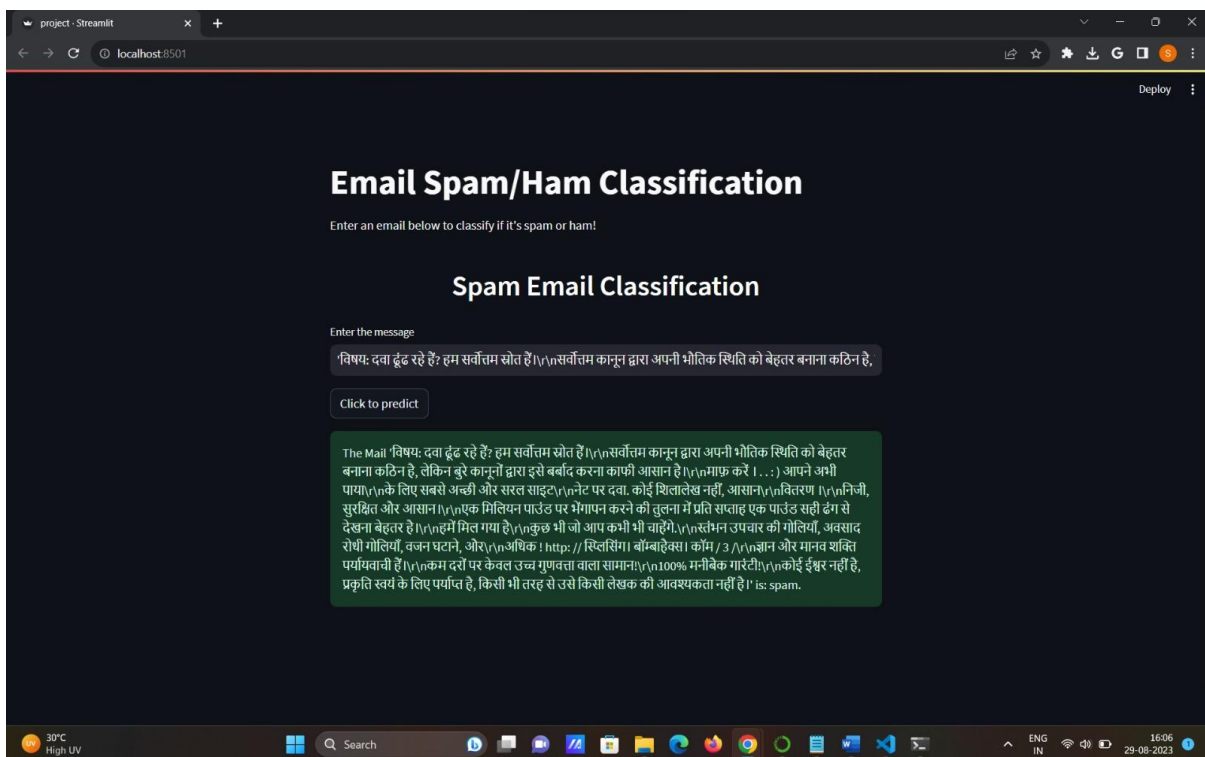 project · Streamlit
localhost:8501
Deploy
Email Spam/Ham Classification
Enter an email below to classify if it's spam or ham!
Spam Email Classification
Enter the message
'विषय: दवा ढूंढ रहे हैं? हम सर्वोत्तम स्रोत हैं।\r\nसर्वोत्तम कानून द्वारा अपनी भौतिक स्थिति को बेहतर बनाना कठिन है,
Click to predict
The Mail 'विषय: दवा ढूंढ रहे हैं? हम सर्वोत्तम स्रोत हैं।\r\nसर्वोत्तम कानून द्वारा अपनी भौतिक स्थिति को बेहतर
बनाना कठिन है, लेकिन बुरे कानूनों द्वारा इसे बर्बाद करना काफी आसान है।\r\nमाफ़ करें । . . : ) आपने अभी
पाया\r\nके लिए सबसे अच्छी और सरल साइट\r\nनेट पर दवा. कोई शिलालेख नहीं, आसान\r\nवितरण ।\r\nनिजी,
सुरक्षित और आसान।\r\nएक मिलियन पाउंड पर भेंगापन करने की तुलना में प्रति सप्ताह एक पाउंड सही ढंग से
देखना बेहतर है।\r\nहमें मिल गया है\r\nकुछ भी जो आप कभी भी चाहेंगे.\r\nस्तंभन उपचार की गोलियाँ, अवसाद
रोधी गोलियाँ, वजन घटाने, और\r\nअधिक ! http: // स्प्लिसिंग। बॉम्बाहेक्स। कॉम / 3 /\r\nज्ञान और मानव शक्ति
पर्यायवाची हैं।\r\nकम दरों पर केवल उच्च गुणवत्ता वाला सामान!\r\n100% मनीबैक गारंटी!\r\nकोई ईश्वर नहीं है,
प्रकृति स्वयं के लिए पर्याप्त है, किसी भी तरह से उसे किसी लेखक की आवश्यकता नहीं है।' is: spam.
30°C
High UV
Search
ENG
IN
16:06
29-08-2023